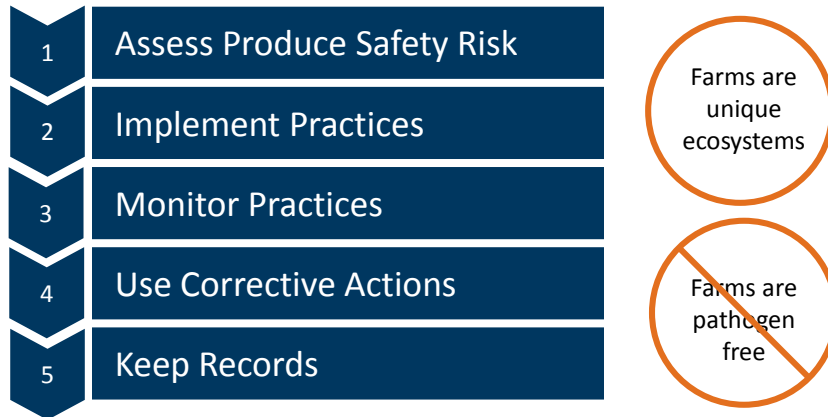 1 Assess Produce Safety Risk
2 Implement Practices
3 Monitor Practices
4 Use Corrective Actions
5 Keep Records
Farms are
unique
ecosystems
Farms are
pathogen
free